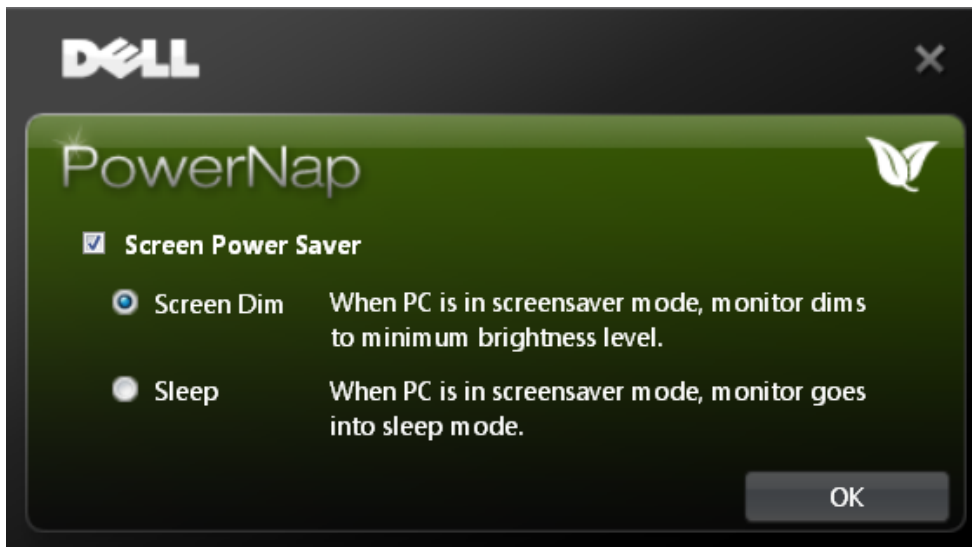 DELL
PowerNap
Screen Power Saver
Screen Dim When PC is in screensaver mode, monitor dims
to minimum brightness level.
Sleep When PC is in screensaver mode, monitor goes
into sleep mode.
OK